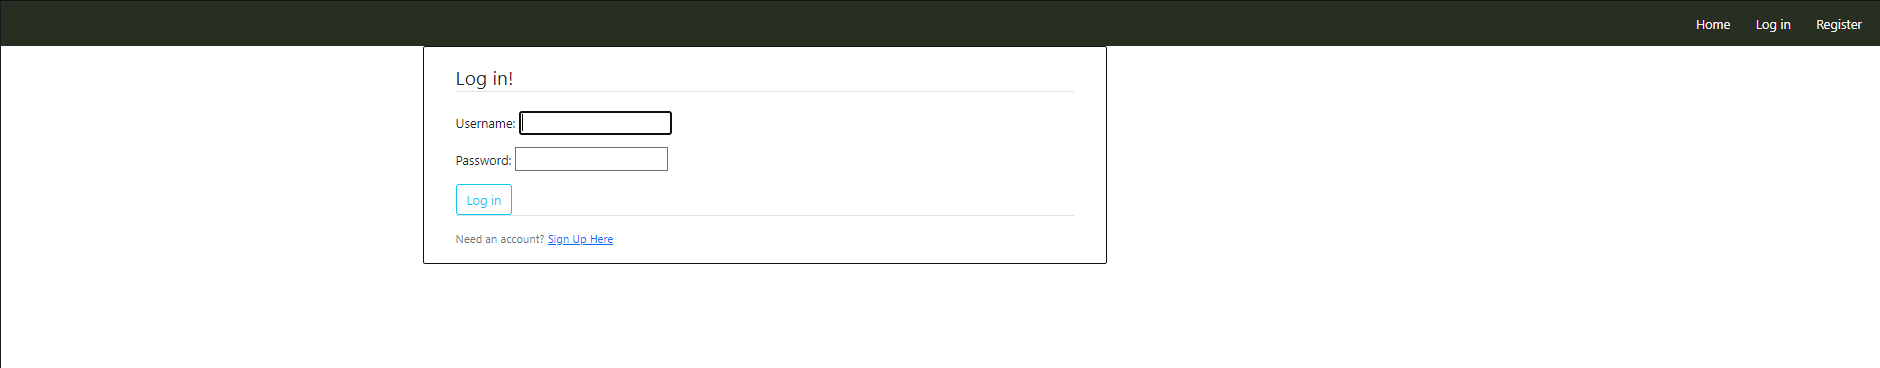 Home Log in Register
Log in!
Username:
Password:
Log in
Need an account? Sign Up Here